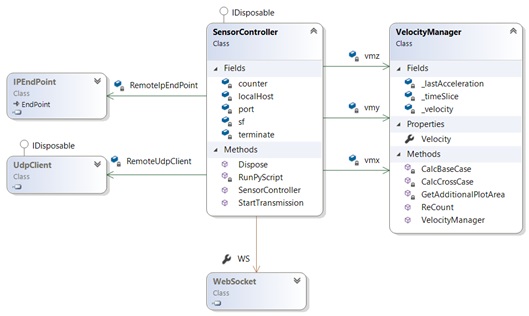 IDisposable
SensorController
Class
Fields
counter
localHost
port
sf
terminate
Methods
Dispose
RunPyScript
SensorController
StartTransmission
vmz
vmy
vmx
VelocityManager
Class
Fields
_lastAcceleration
_timeSlice
_velocity
Properties
Velocity
Methods
CalcBaseCase
CalcCrossCase
GetAdditionalPlotArea
ReCount
VelocityManager
IPEndPoint
Class
EndPoint
RemoteIpEndPoint
IDisposable
UdpClient
Class
RemoteUdpClient
WS
WebSocket
Class